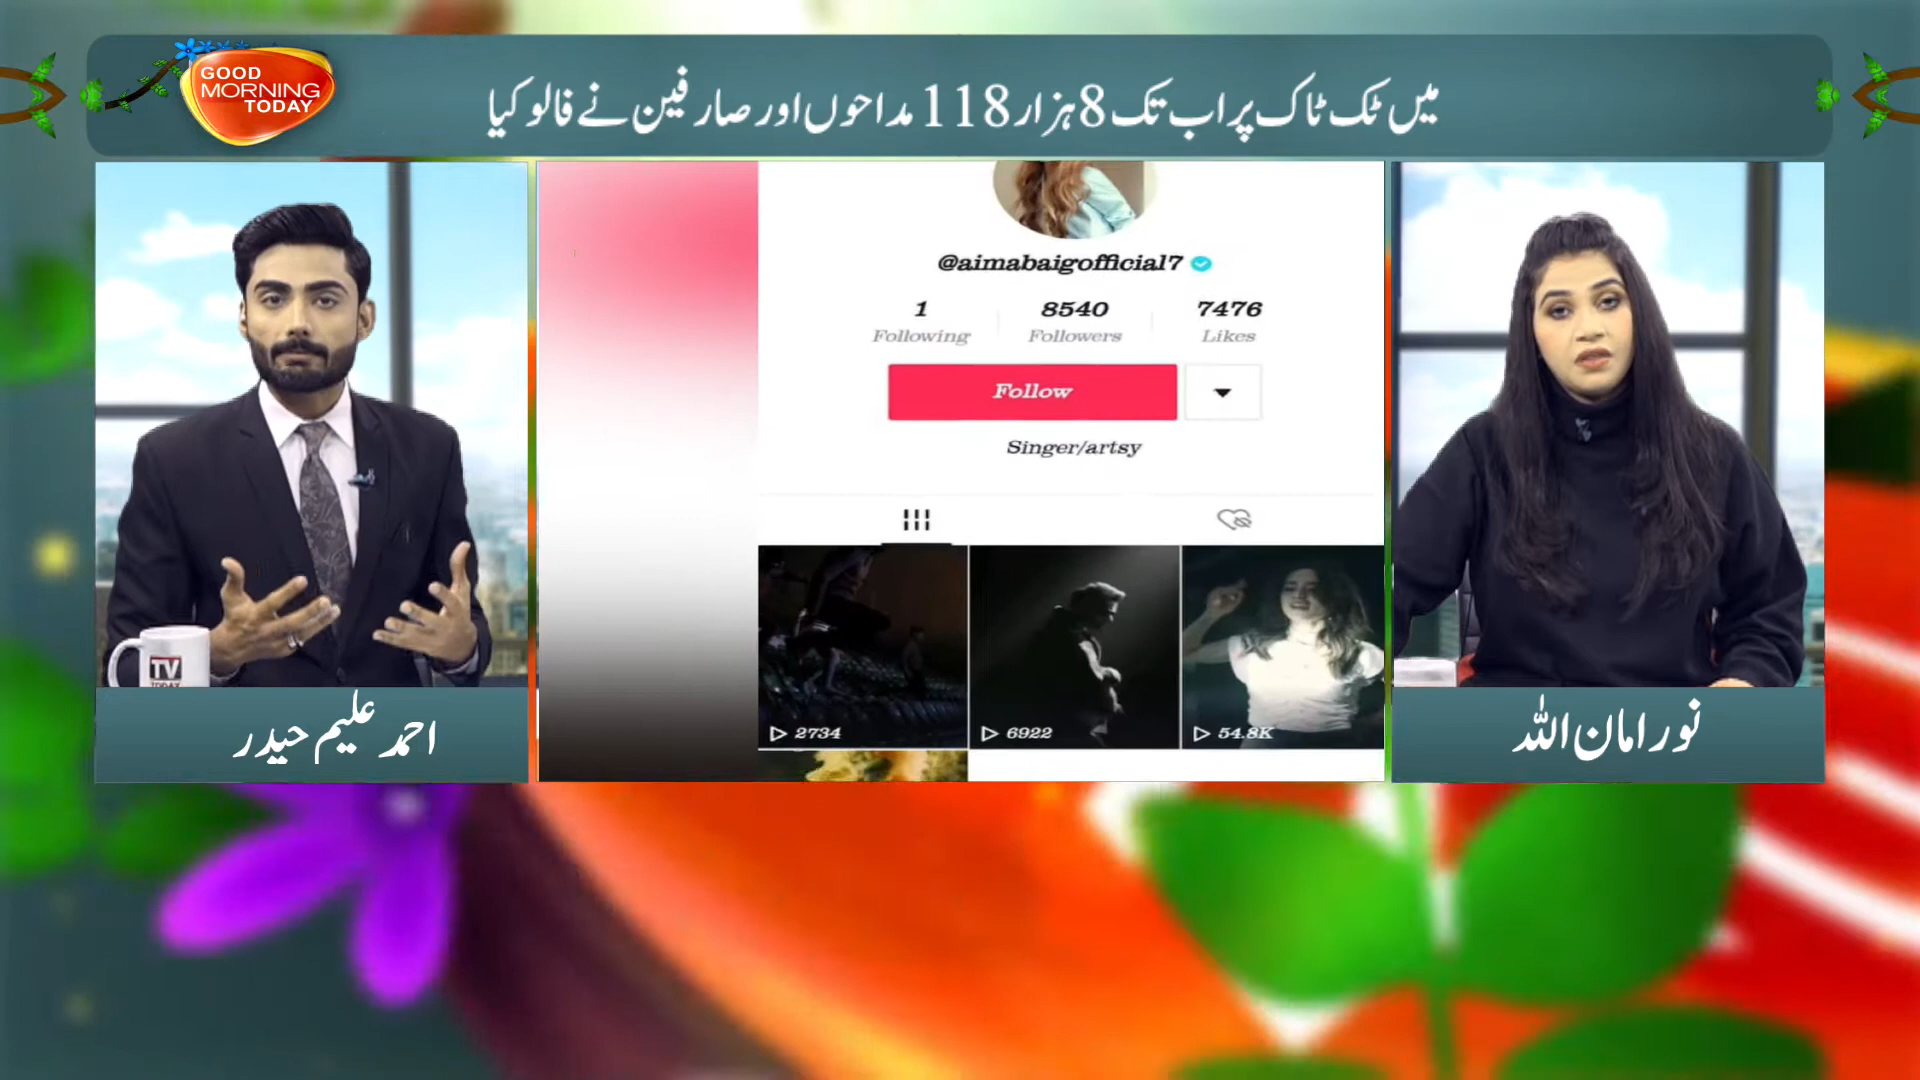 GOOD
MORNING
TODAY
میں ٹک ٹاک پر اب تک 8 ہزار 118 مداحوں اور صارفین نے فالو کیا
@aimabaigofficial7
1 8540 7476
Following Followers Likes
Follow
Singer/artsy
2734 6922 54.8K
TV
TODAY
احمد علیم حیدر
نور امان اللہ